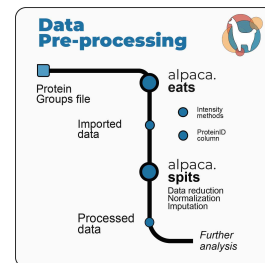 Data
Pre-processing
alpaca.
eats
Protein
Groups file
Intensity
methods
Imported
data
ProteinID
column
alpaca.
spits
Data reduction
Normalization
Imputation
Processed
data
Further
analysis